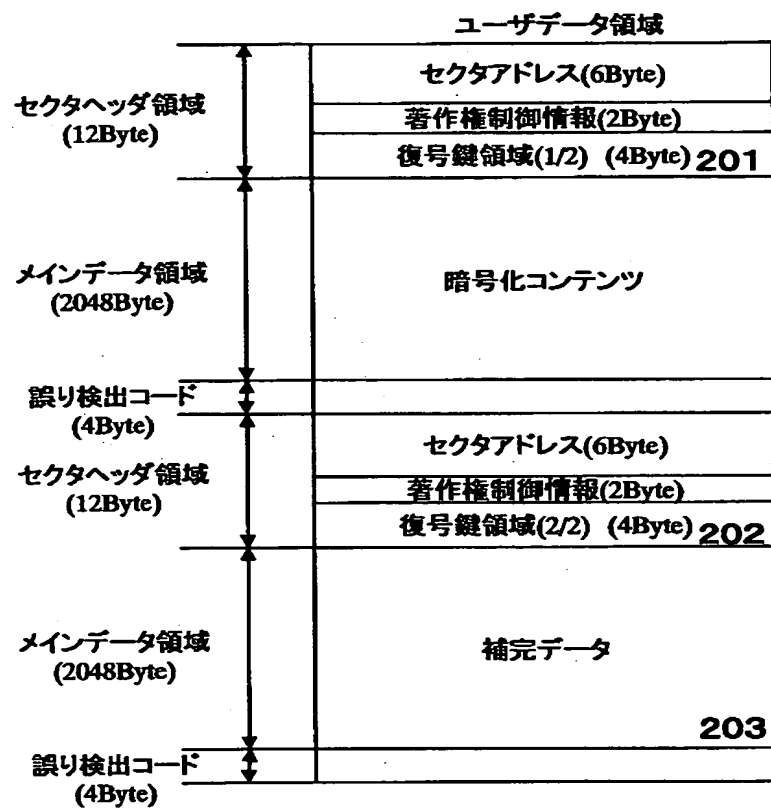 ユーザデータ領域
セクタヘッダ領域
(12Byte)
セクタアドレス(6Byte)
著作権制御情報(2Byte)
復号鍵領域(1/2) (4Byte) 201
メインデータ領域
(2048Byte)
暗号化コンテンツ
誤り検出コード
(4Byte)
セクタヘッダ領域
(12Byte)
セクタアドレス(6Byte)
著作権制御情報(2Byte)
復号鍵領域(2/2) (4Byte) 202
メインデータ領域
(2048Byte)
補完データ
203
誤り検出コード
(4Byte)